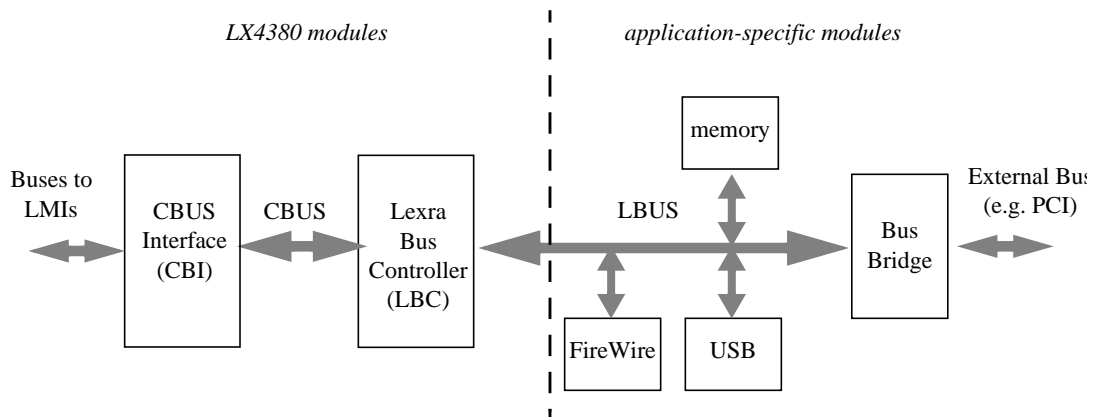 LX4380 modules
application-specific modules
Buses to
LMIs
CBUS
Interface
(CBI)
CBUS
Lexra
Bus
Controller
(LBC)
LBUS
memory
FireWire
USB
Bus
Bridge
External Bus
(e.g. PCI)